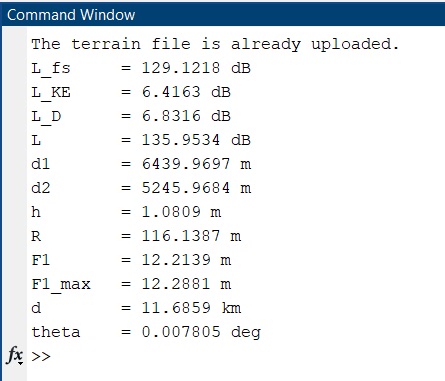 Command Window
The terrain file is already uploaded.
L_fs = 129.1218 dB
L_KE = 6.4163 dB
L_D = 6.8316 dB
L = 135.9534 dB
d1 = 6439.9697 m
d2 = 5245.9684 m
h = 1.0809 m
R = 116.1387 m
F1 = 12.2139 m
F1_max = 12.2881 m
d = 11.6859 km
theta = 0.007805 deg
fx >>